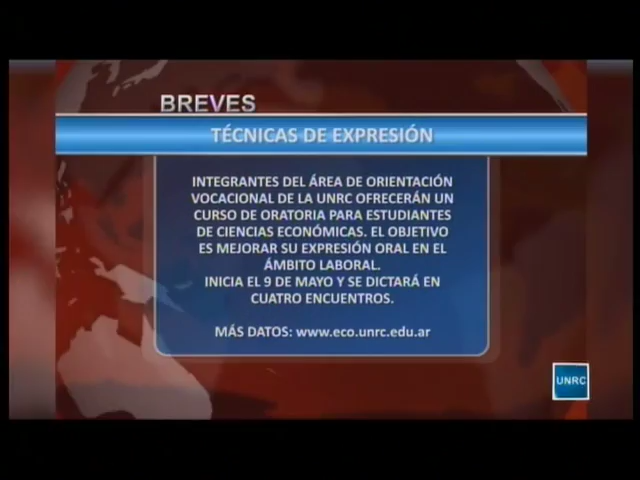 BREVES
TÉCNICAS DE EXPRESIÓN
INTEGRANTES DEL ÁREA DE ORIENTACIÓN
VOCACIONAL DE LA UNRC OFRECERÁN UN
CURSO DE ORATORIA PARA ESTUDIANTES
DE CIENCIAS ECONÓMICAS. EL OBJETIVO
ES MEJORAR SU EXPRESIÓN ORAL EN EL
ÁMBITO LABORAL.
INICIA EL 9 DE MAYO Y SE DICTARÁ EN
CUATRO ENCUENTROS.
MÁS DATOS: www.eco.unrc.edu.ar
UNRC